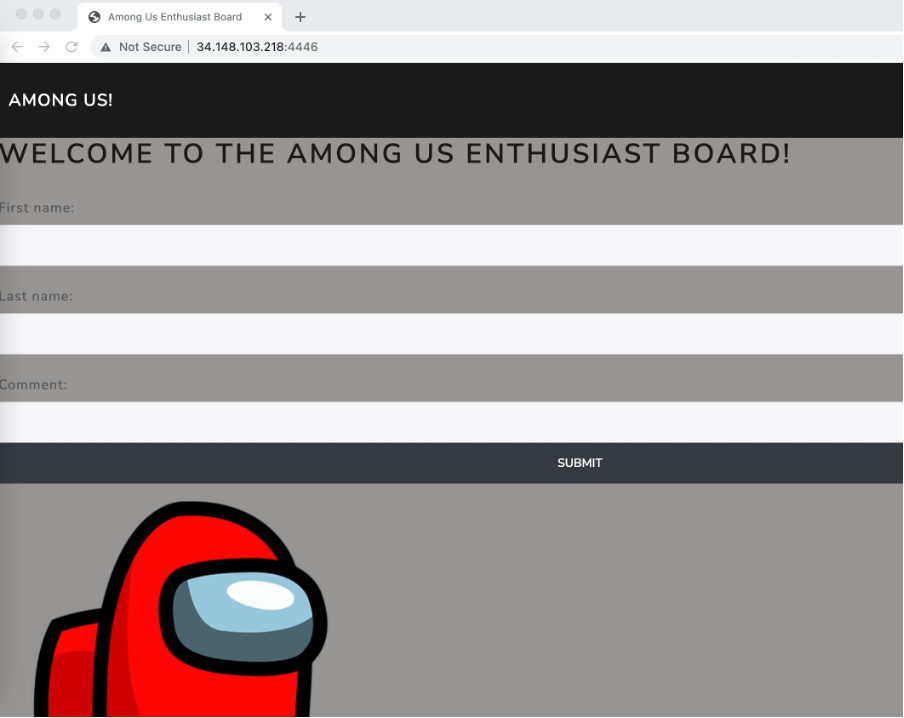 Among Us Enthusiast Board
Not Secure 34.148.103.218:4446
AMONG US!
WELCOME TO THE AMONG US ENTHUSIAST BOARD!
First name:
Last name:
Comment:
SUBMIT